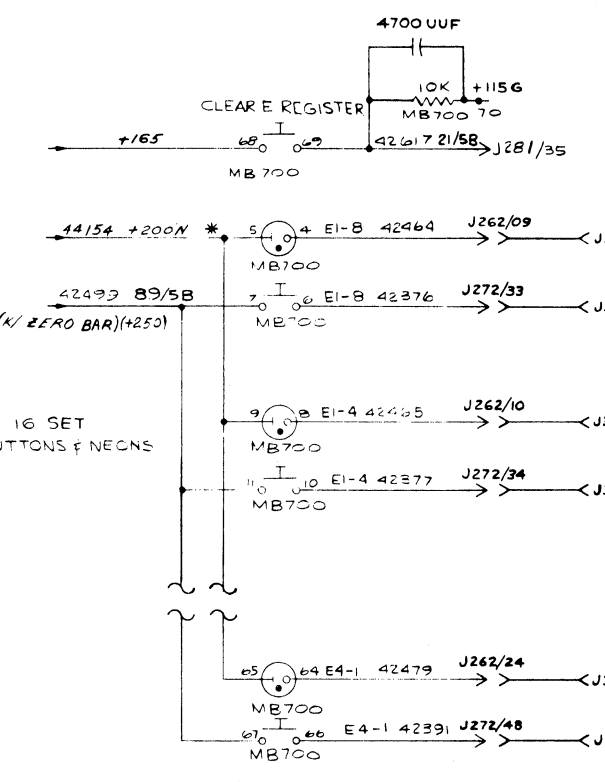 4700 UUF
10K +115G
CLEAR E REGISTER MB700 70
+165 68 69 42617 21/5B J281/35
MB700
44154 +200N * 5 4 E1-8 42464 J262/09
MB700
42499 89/5B 7 6 E1-8 42376 J272/33
(K/ ZERO BAR)(+250) MB700
16 SET 9 8 E1-4 42465 J262/10
UTTONS & NEONS MB700
11 10 E1-4 42377 J272/34
MB700
65 64 E4-1 42479 J262/24
MB700
67 66 E4-1 42391 J272/48
MB700